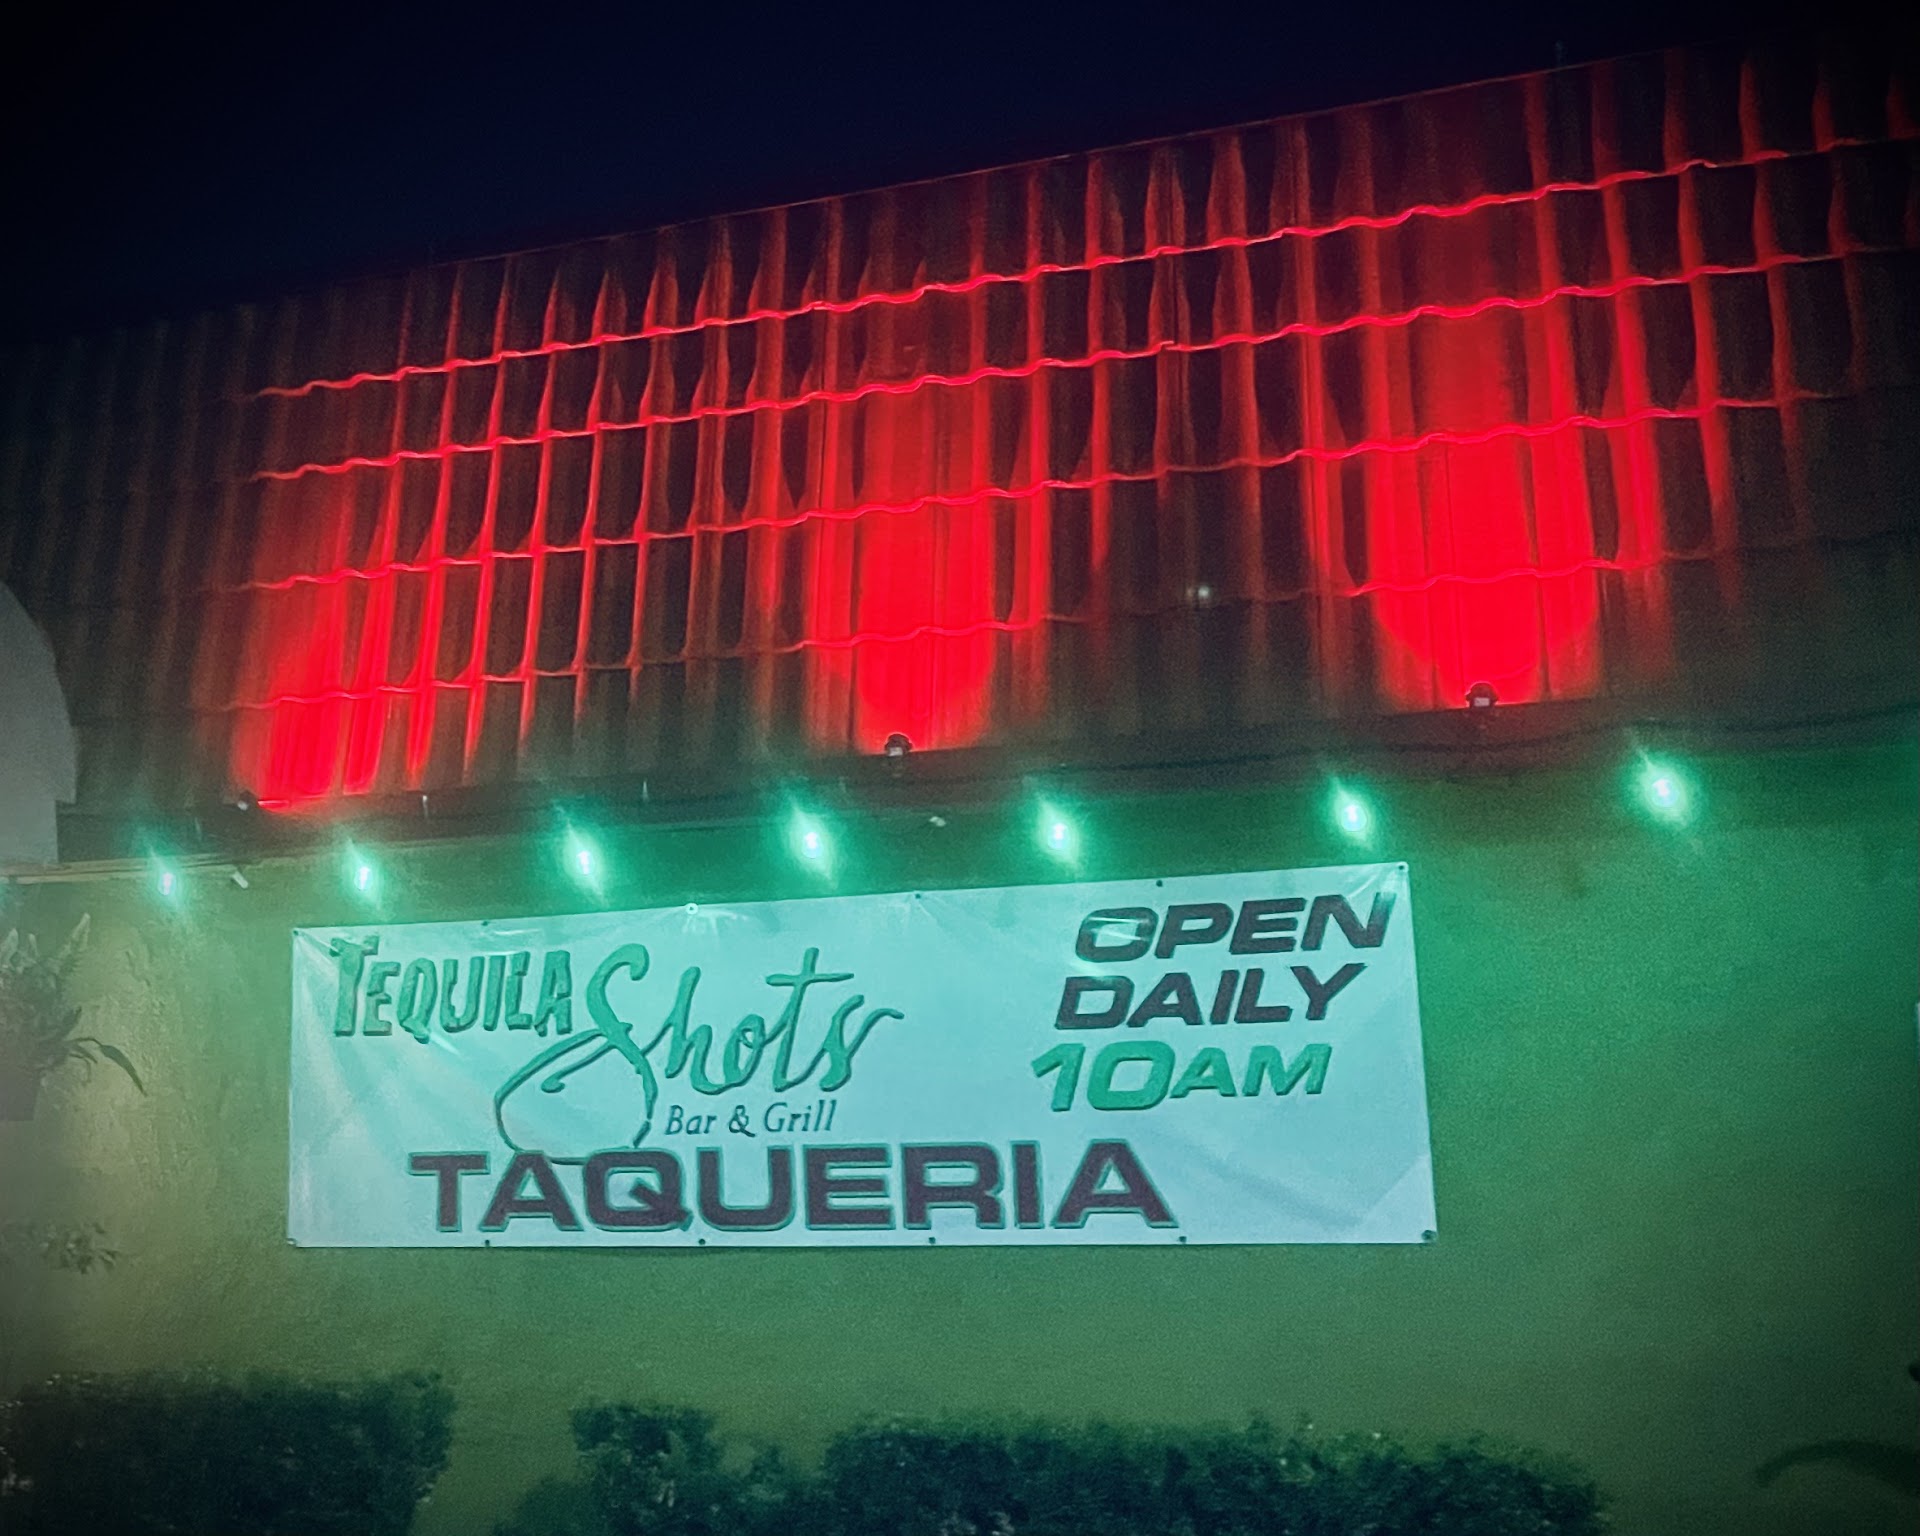 TEQUILA Shots
Bar & Grill
TAQUERIA
OPEN
DAILY
10AM